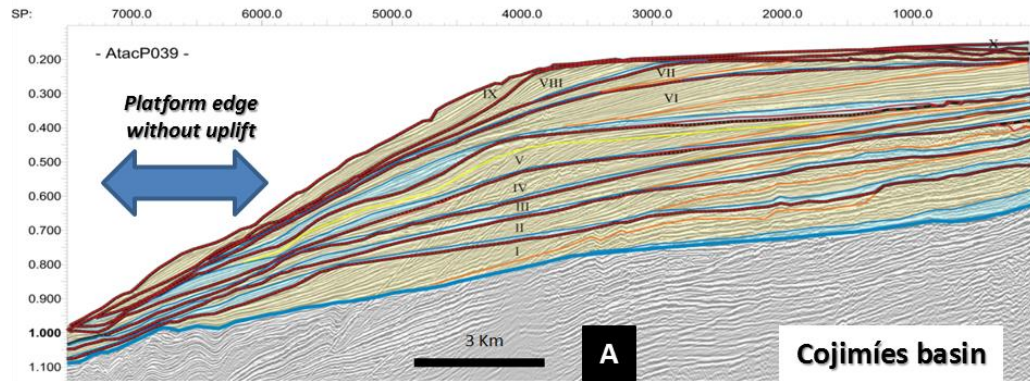 SP: 7000.0 6000.0 5000.0 4000.0 3000.0 2000.0 1000.0
- AtacP039 -
Platform edge
without uplift
0.200
0.300
0.400
0.500
0.600
0.700
0.800
0.900
1.000
1.100
X
IX
VIII
VII
VI
V
IV
III
II
I
3 Km
A
Cojimíes basin